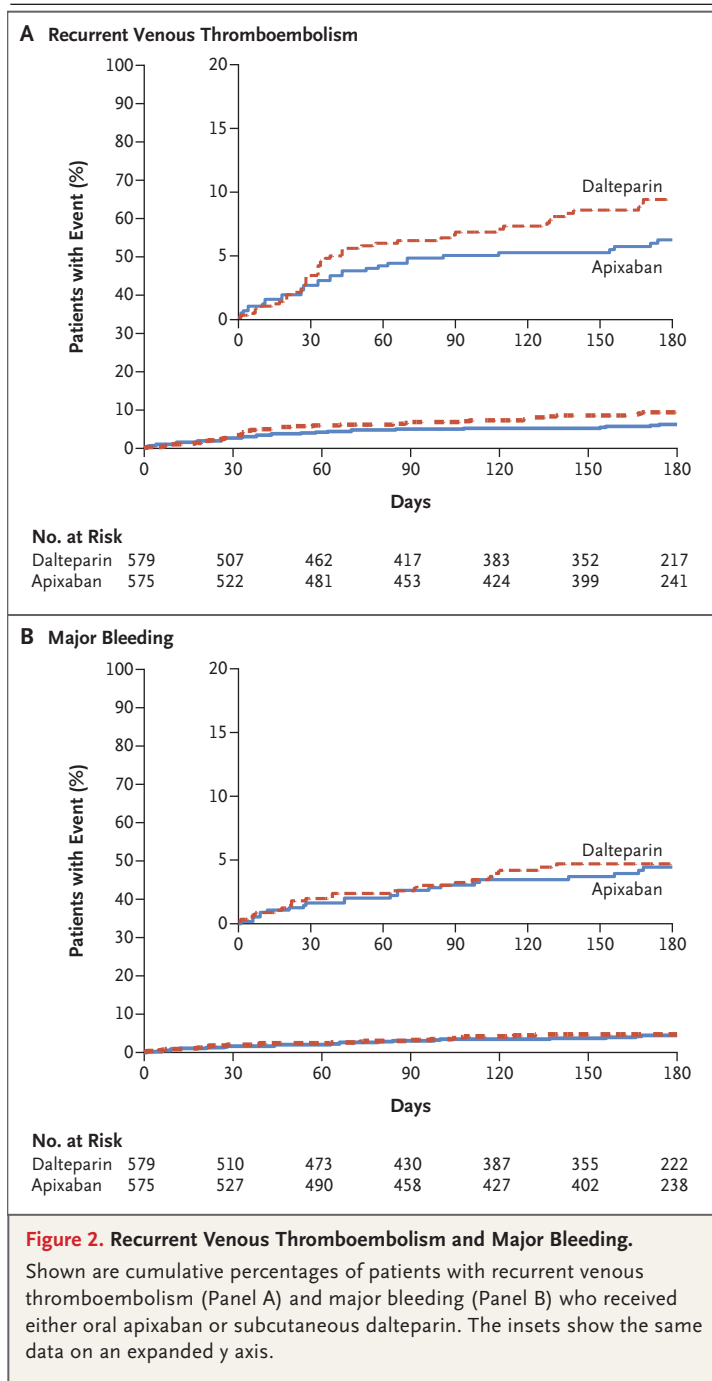 A Recurrent Venous Thromboembolism
Patients with Event (%)
100
90
80
70
60
50
40
30
20
10
0
0 30 60 90 120 150 180
20
15
10
5
0
0 30 60 90 120 150 180
Dalteparin
Apixaban
Days
No. at Risk
Dalteparin 579 507 462 417 383 352 217
Apixaban 575 522 481 453 424 399 241
B Major Bleeding
Patients with Event (%)
100
90
80
70
60
50
40
30
20
10
0
0 30 60 90 120 150 180
20
15
10
5
0
0 30 60 90 120 150 180
Dalteparin
Apixaban
Days
No. at Risk
Dalteparin 579 510 473 430 387 355 222
Apixaban 575 527 490 458 427 402 238
Figure 2. Recurrent Venous Thromboembolism and Major Bleeding.
Shown are cumulative percentages of patients with recurrent venous
thromboembolism (Panel A) and major bleeding (Panel B) who received
either oral apixaban or subcutaneous dalteparin. The insets show the same
data on an expanded y axis.